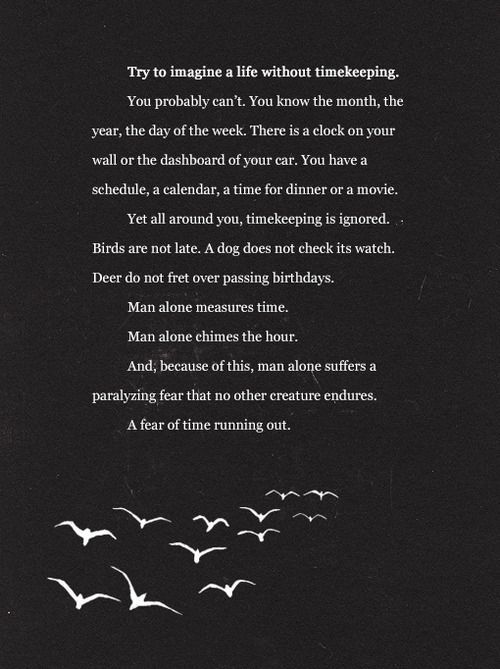 Try to imagine a life without timekeeping.
You probably can't. You know the month, the
year, the day of the week. There is a clock on your
wall or the dashboard of your car. You have a
schedule, a calendar, a time for dinner or a movie.
Yet all around you, timekeeping is ignored.
Birds are not late. A dog does not check its watch.
Deer do not fret over passing birthdays.
Man alone measures time.
Man alone chimes the hour.
And, because of this, man alone suffers a
paralyzing fear that no other creature endures.
A fear of time running out.